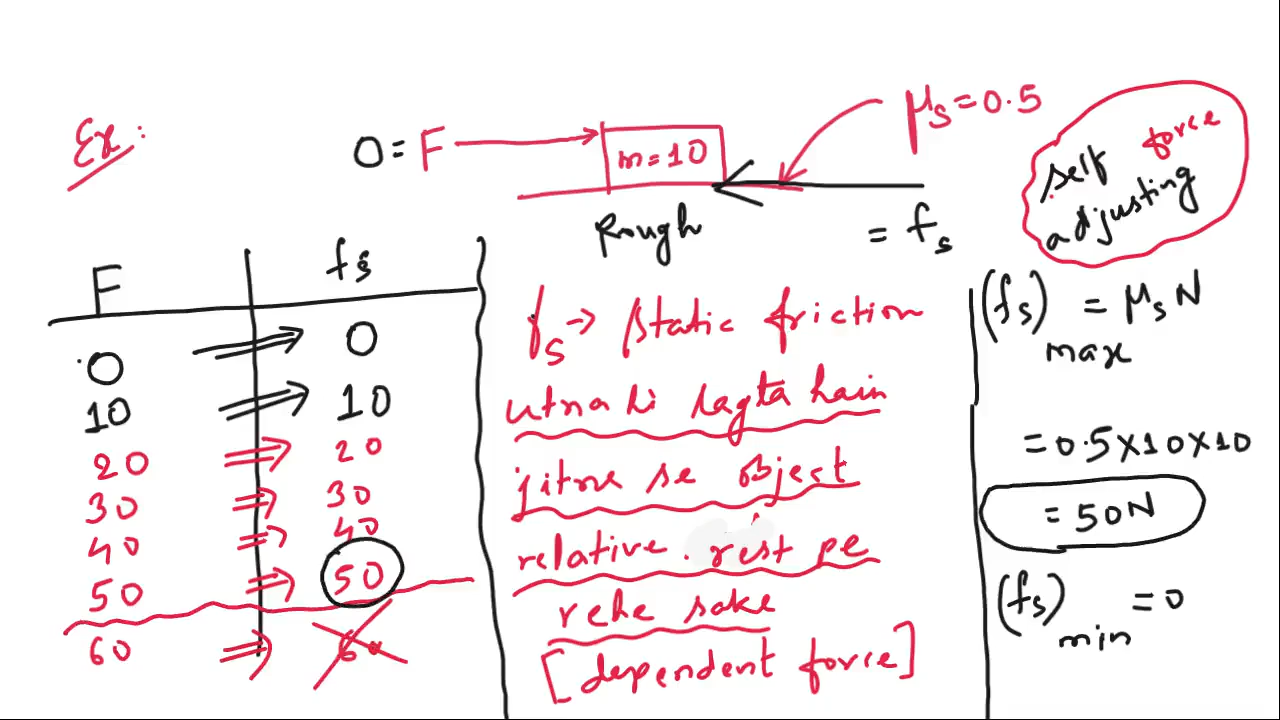 Ex:
0 = F
m=10
μs = 0.5
Rough
= fs
self force
adjusting
F fs
0 ⇒ 0
10 ⇒ 10
20 ⇒ 20
30 ⇒ 30
40 ⇒ 40
50 ⇒ 50
60 ⇒ 60
fs → static friction
utna hi lagta hain
jitne se object
relative rest pe
rehe sake
[dependent force]
(fs)max = μs N
= 0.5×10×10
= 50N
(fs)min = 0